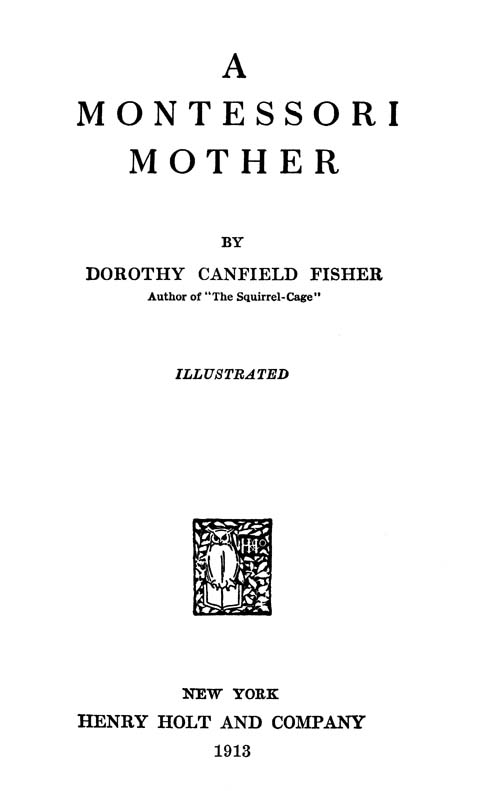 A
MONTESSORI
MOTHER
BY
DOROTHY CANFIELD FISHER
Author of "The Squirrel-Cage"
ILLUSTRATED
NEW YORK
HENRY HOLT AND COMPANY
1913